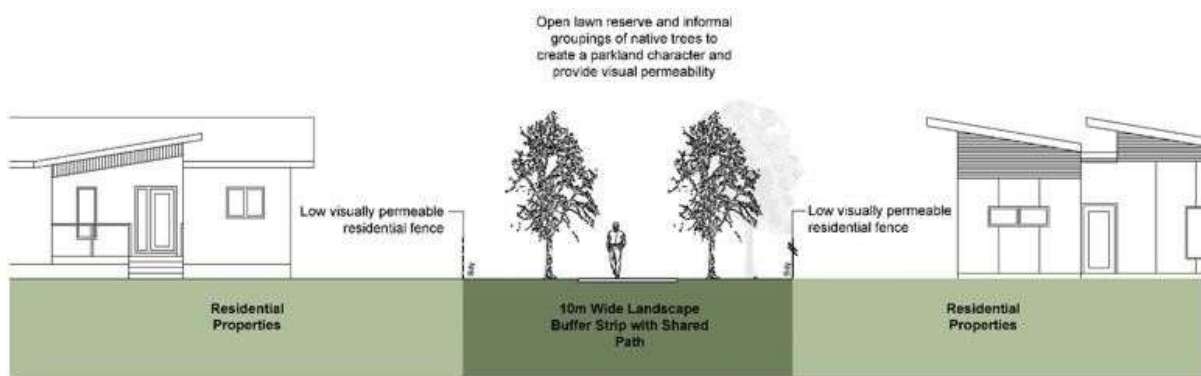 Open lawn reserve and informal
groupings of native trees to
create a parkland character and
provide visual permeability
Low visually permeable
residential fence
Low visually permeable
residential fence
Bdy
Bdy
Residential
Properties
10m Wide Landscape
Buffer Strip with Shared
Path
Residential
Properties